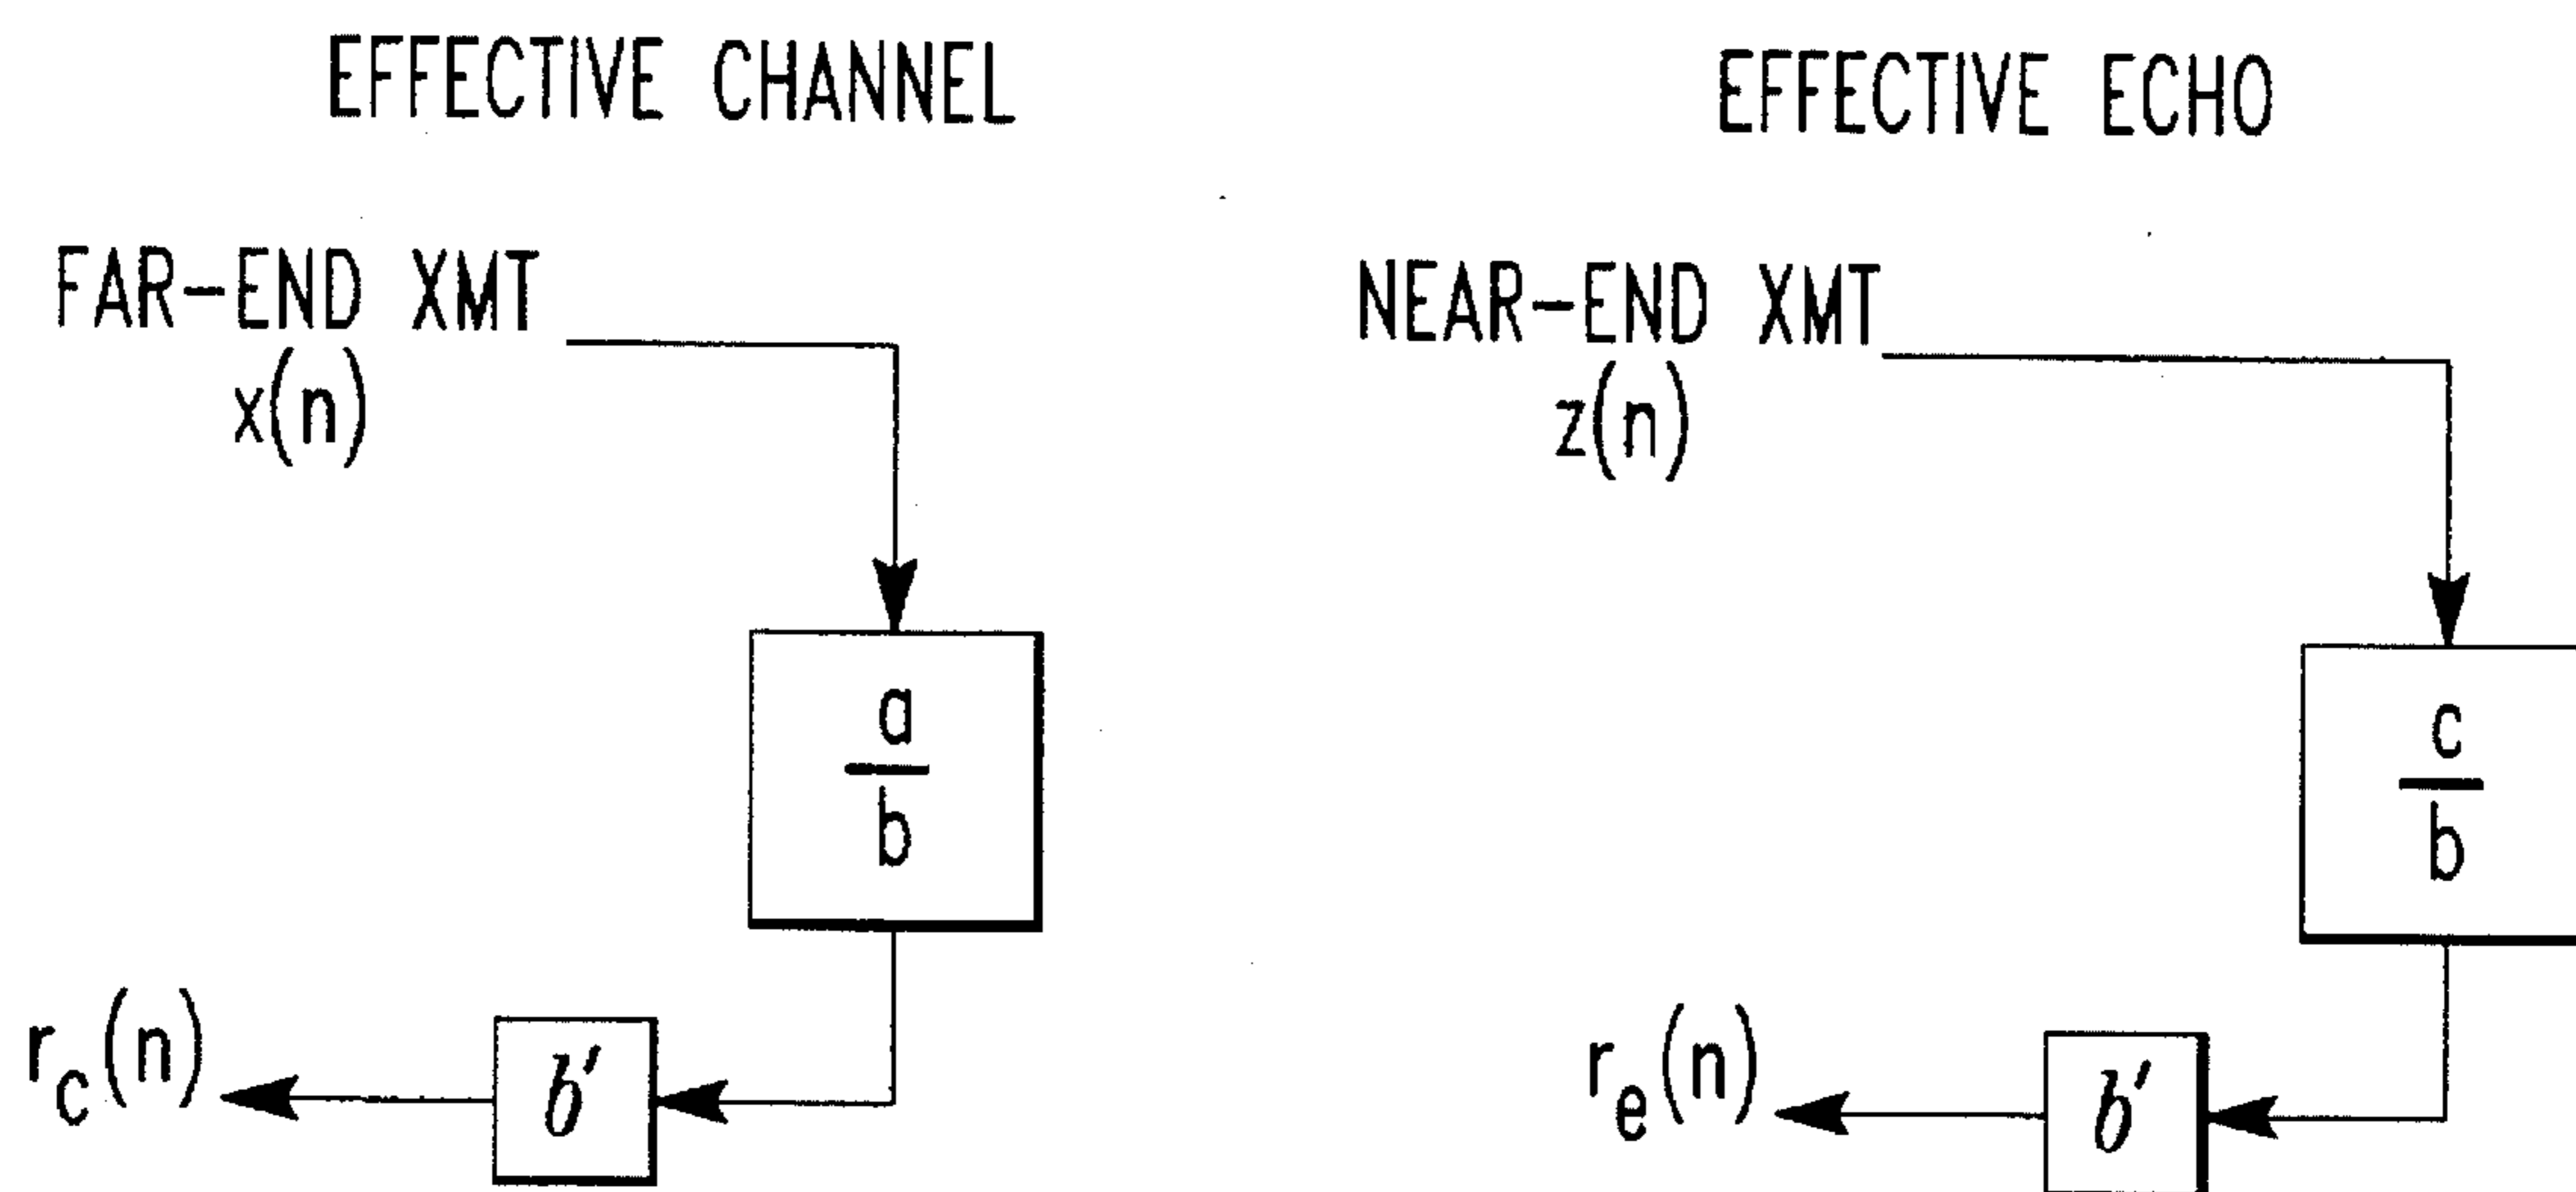 EFFECTIVE CHANNEL
FAR-END XMT
x(n)
a
b
b'
r_c(n)
EFFECTIVE ECHO
NEAR-END XMT
z(n)
c
b
b'
r_e(n)